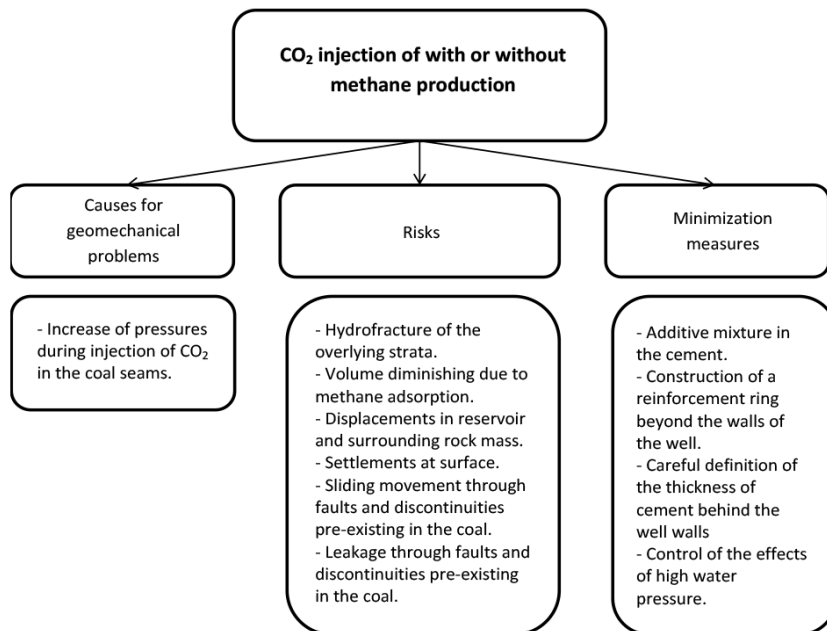 CO₂ injection of with or without
methane production
Causes for
geomechanical
problems
Risks
Minimization
measures
- Increase of pressures
during injection of CO₂
in the coal seams.
- Hydrofracture of the
overlying strata.
- Volume diminishing due to
methane adsorption.
- Displacements in reservoir
and surrounding rock mass.
- Settlements at surface.
- Sliding movement through
faults and discontinuities
pre-existing in the coal.
- Leakage through faults and
discontinuities pre-existing
in the coal.
- Additive mixture in
the cement.
- Construction of a
reinforcement ring
beyond the walls of
the well.
- Careful definition of
the thickness of
cement behind the
well walls
- Control of the effects
of high water
pressure.